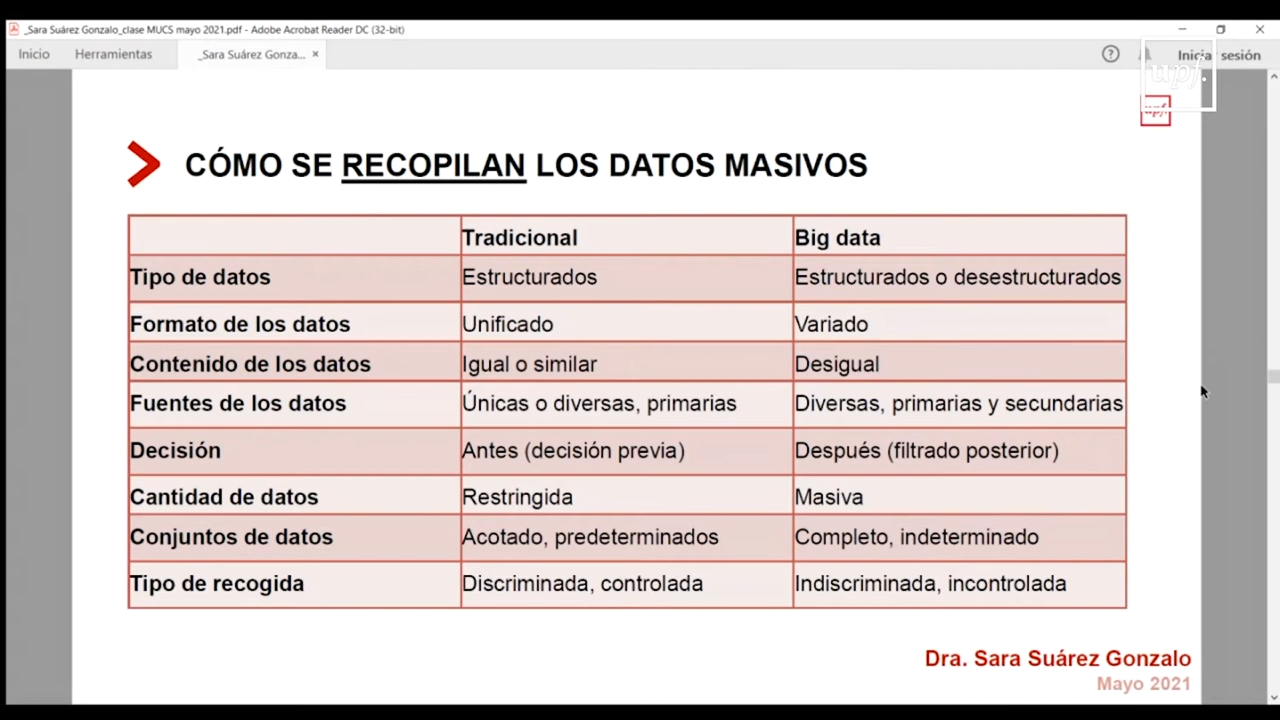 _Sara Suárez Gonzalo_clase MUCS mayo 2021.pdf - Adobe Acrobat Reader DC (32-bit)
Inicio Herramientas _Sara Suárez Gonza... × ? Iniciar sesión
upf.
upf.
CÓMO SE RECOPILAN LOS DATOS MASIVOS
Tradicional Big data
Tipo de datos Estructurados Estructurados o desestructurados
Formato de los datos Unificado Variado
Contenido de los datos Igual o similar Desigual
Fuentes de los datos Únicas o diversas, primarias Diversas, primarias y secundarias
Decisión Antes (decisión previa) Después (filtrado posterior)
Cantidad de datos Restringida Masiva
Conjuntos de datos Acotado, predeterminados Completo, indeterminado
Tipo de recogida Discriminada, controlada Indiscriminada, incontrolada
Dra. Sara Suárez Gonzalo
Mayo 2021